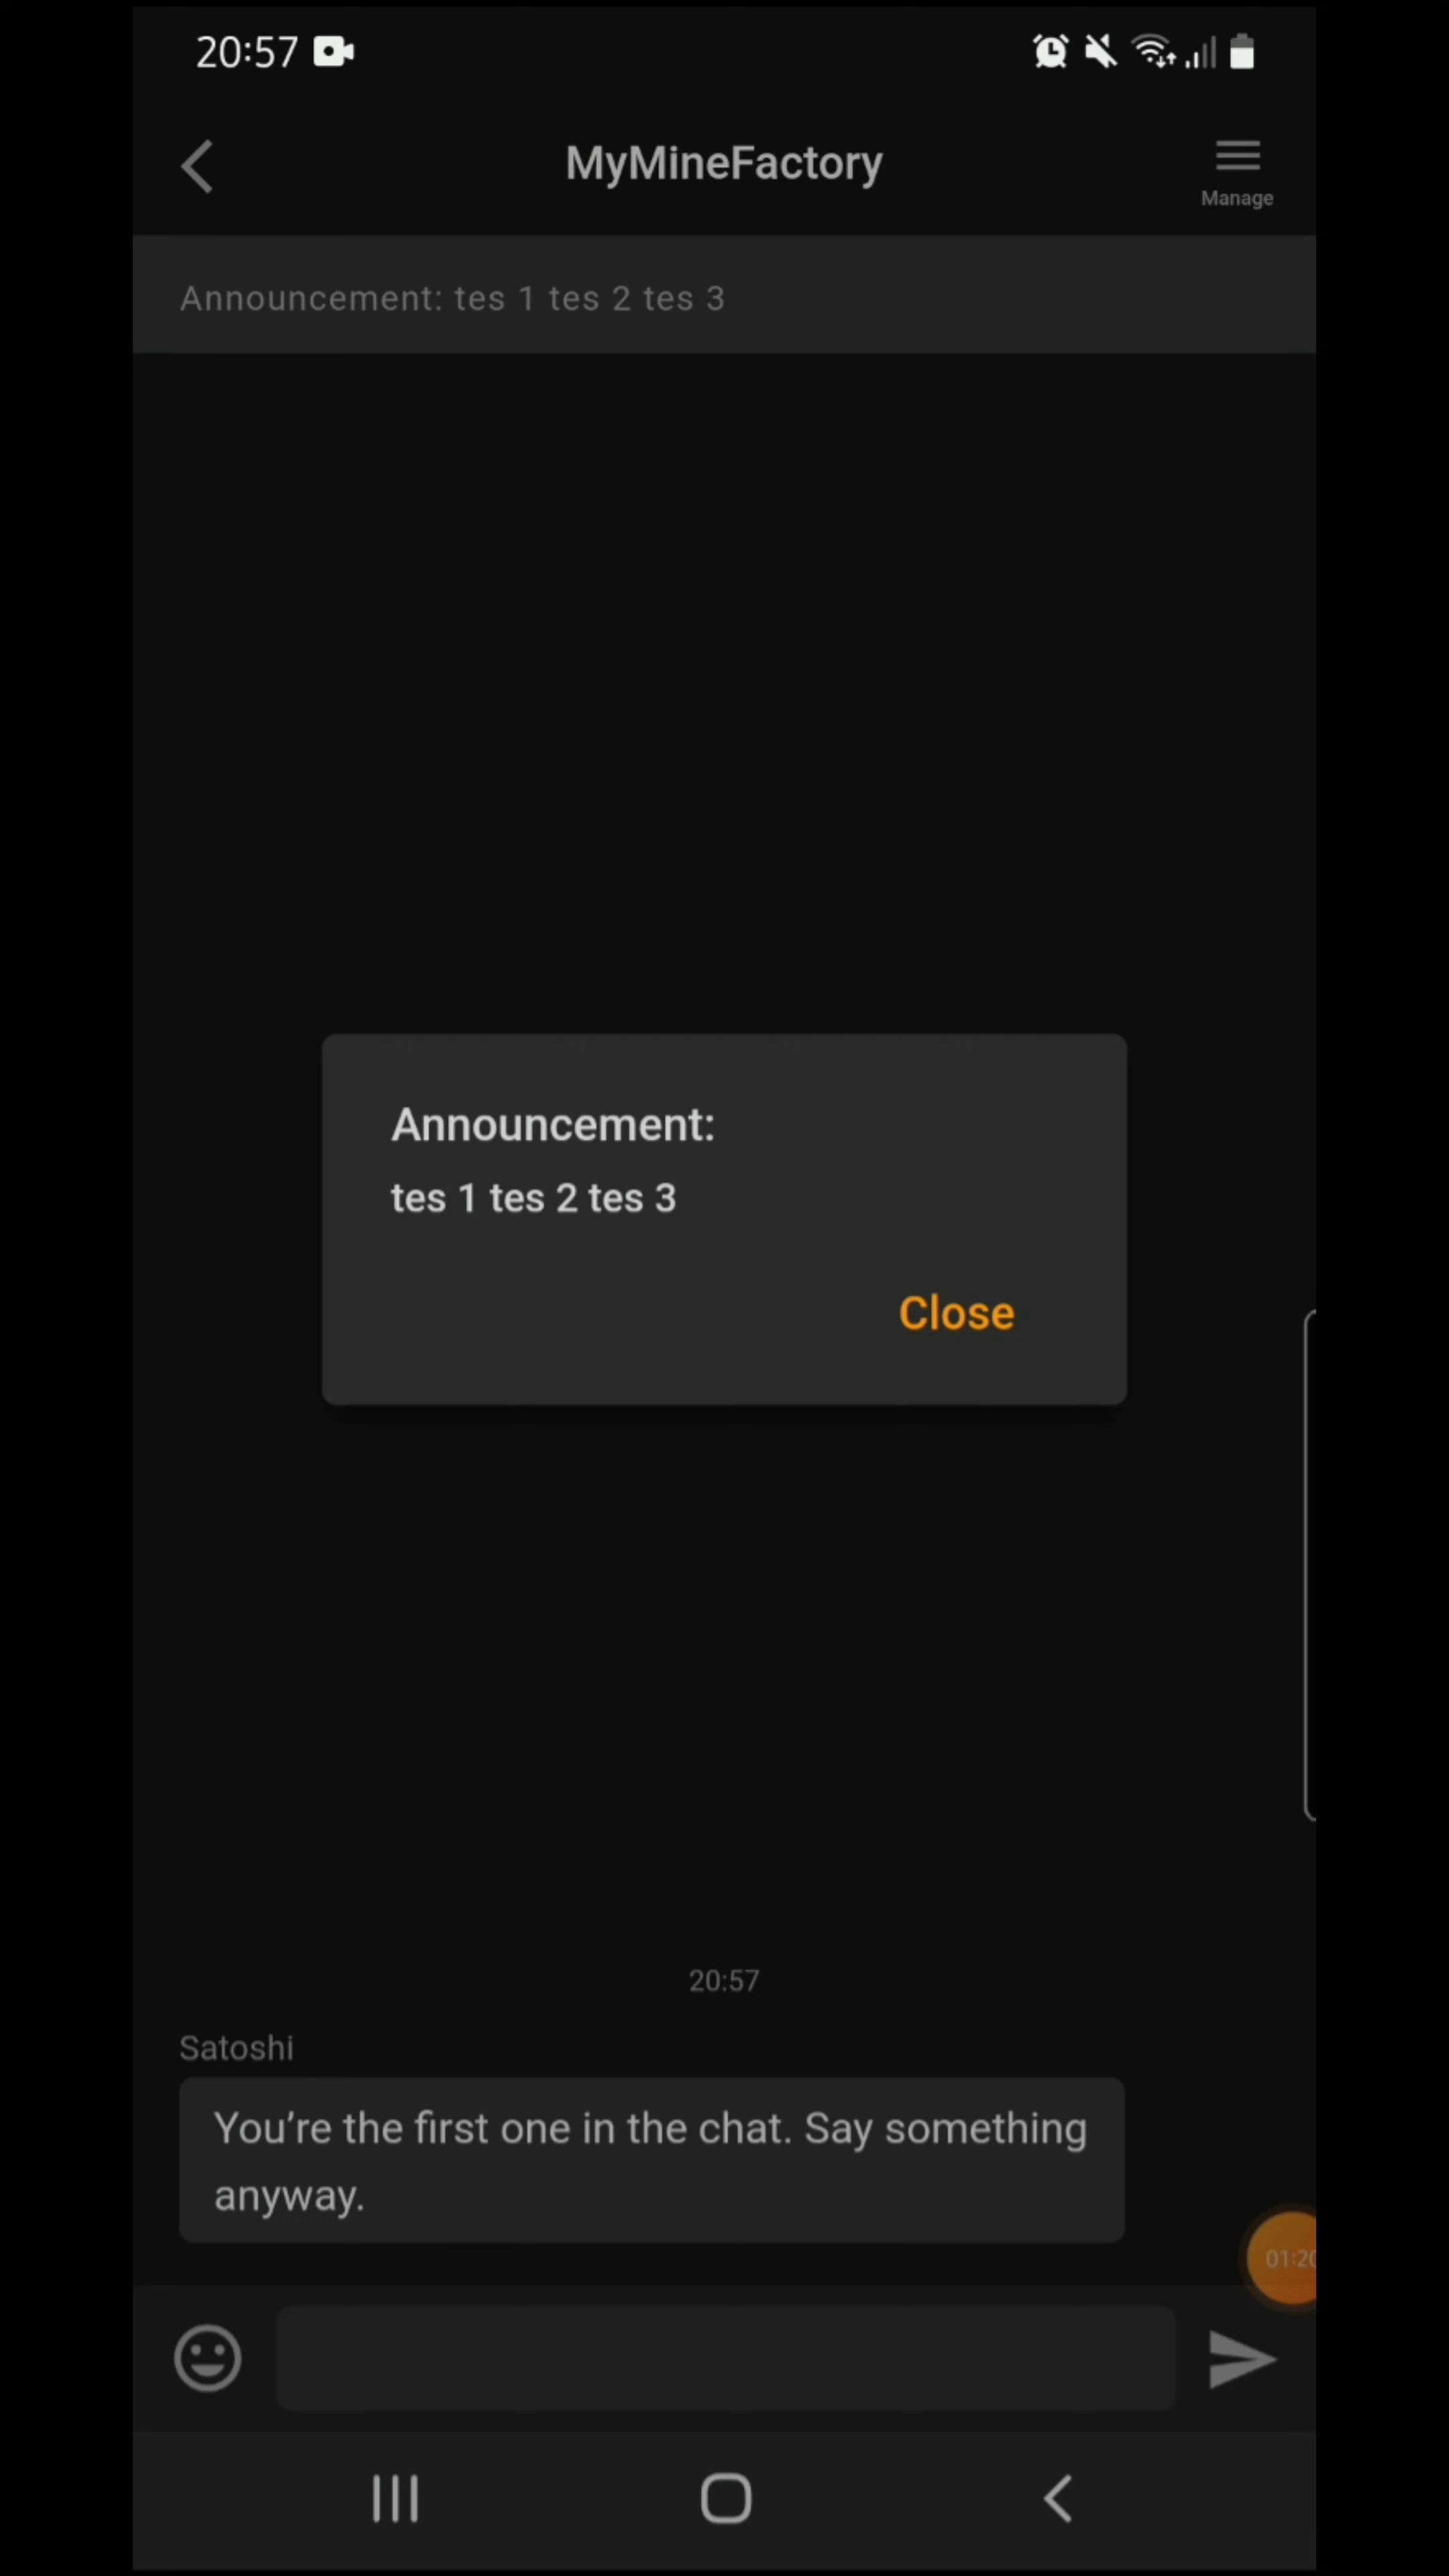 20:57
MyMineFactory
Manage
Announcement: tes 1 tes 2 tes 3
Announcement:
tes 1 tes 2 tes 3
Close
20:57
Satoshi
You’re the first one in the chat. Say something
anyway.